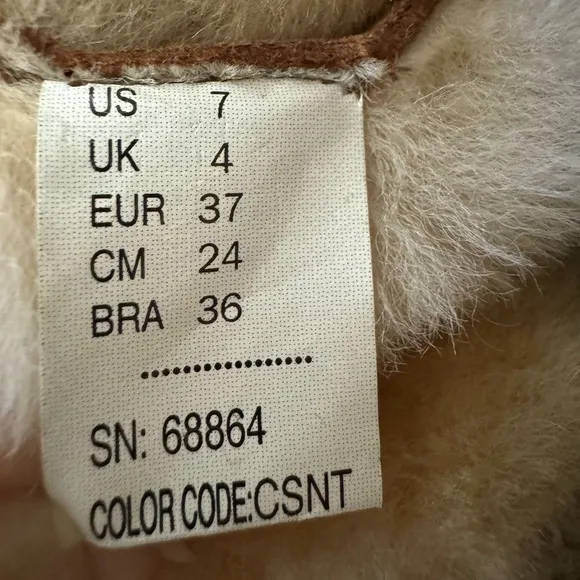 US 7
UK 4
EUR 37
CM 24
BRA 36
SN: 68864
COLOR CODE:CSNT